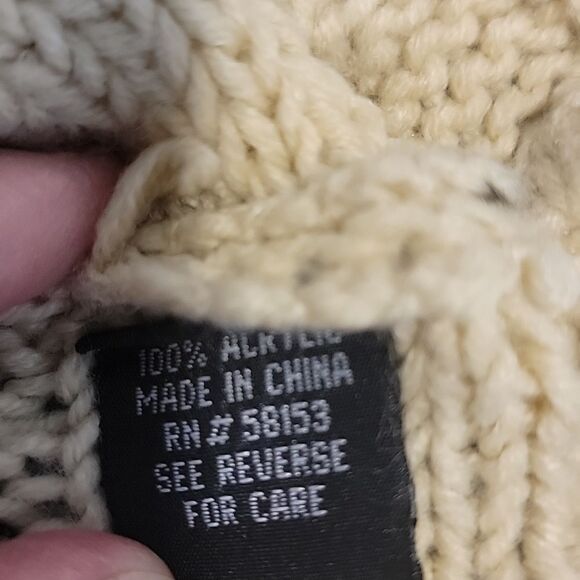 100% ACRYLIC
MADE IN CHINA
RN# 58153
SEE REVERSE
FOR CARE